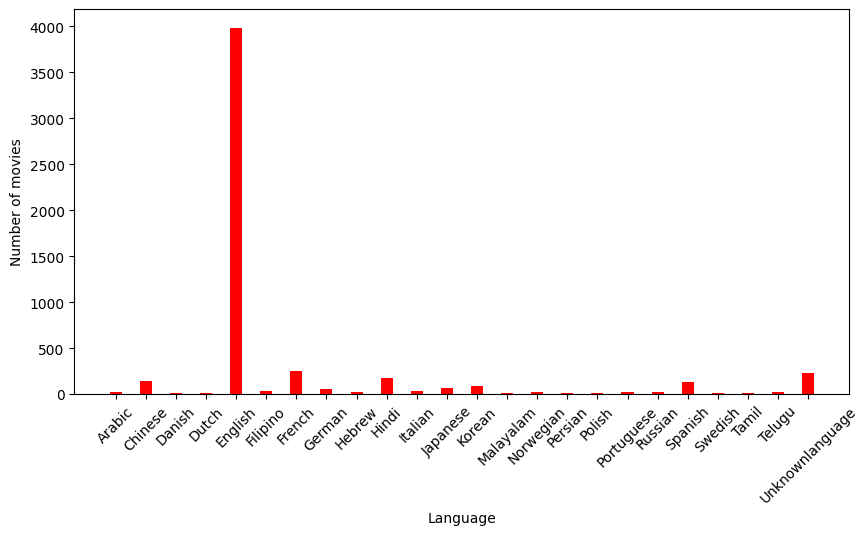 4000
3500
3000
2500
2000
1500
1000
500
0
Number of movies
Arabic
Chinese
Danish
Dutch
English
Filipino
French
German
Hebrew
Hindi
Italian
Japanese
Korean
Malayalam
Norwegian
Persian
Polish
Portuguese
Russian
Spanish
Swedish
Tamil
Telugu
Unknownlanguage
Language